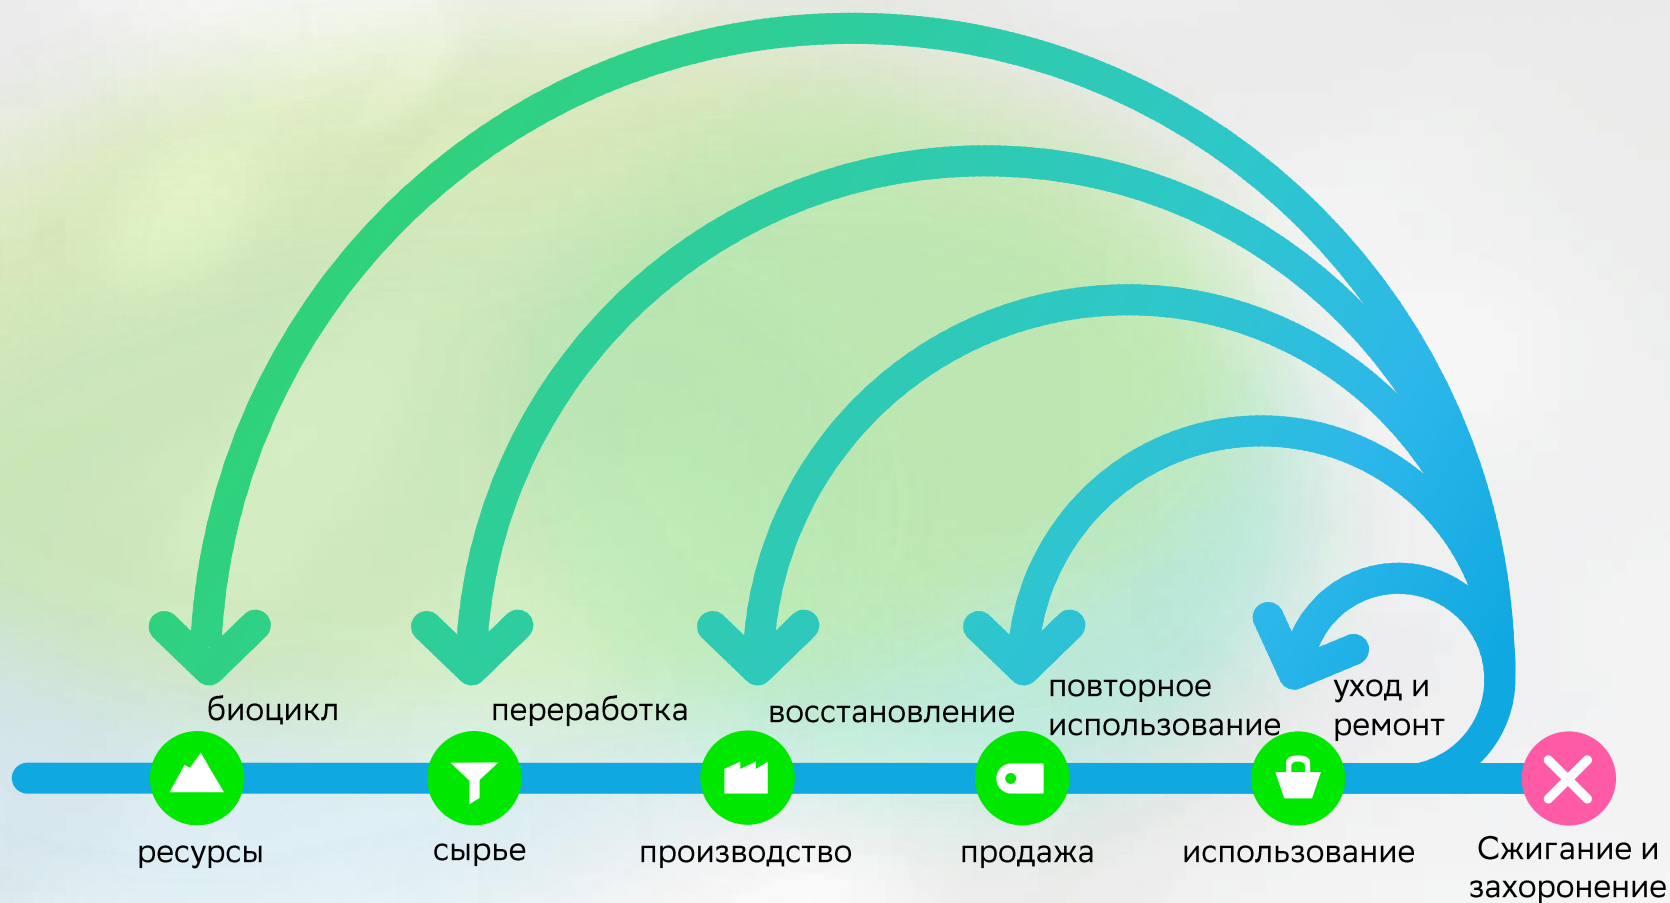 биоцикл
переработка
восстановление
повторное
использование
уход и
ремонт
ресурсы
сырье
производство
продажа
использование
Сжигание и
захоронение